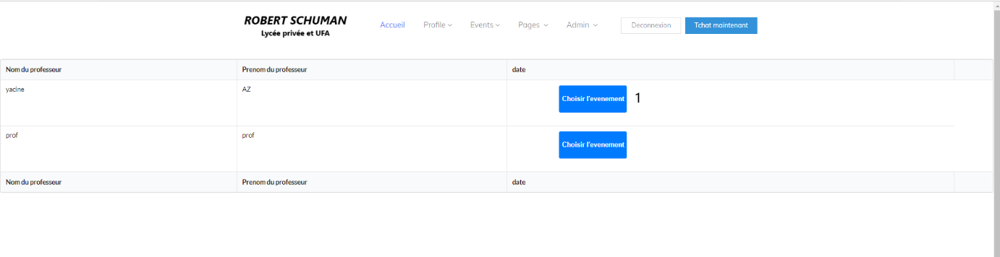 ROBERT SCHUMAN
Lycée privée et UFA
Accueil Profile Events Pages Admin Deconnexion Tchat maintenant
Nom du professeur Prenom du professeur date
yacine AZ Choisir l'evenement 1
prof prof Choisir l'evenement
Nom du professeur Prenom du professeur date